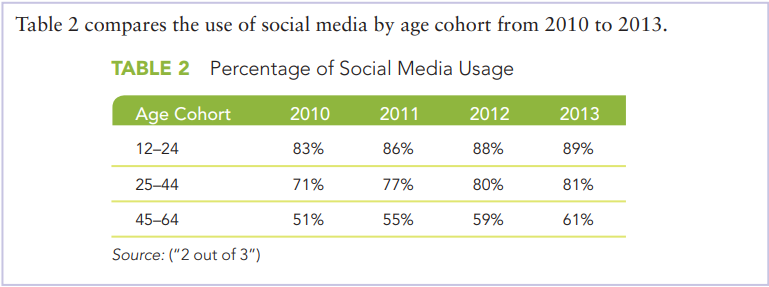 Table 2 compares the use of social media by age cohort from 2010 to 2013.
TABLE 2 Percentage of Social Media Usage
Age Cohort 2010 2011 2012 2013
12–24 83% 86% 88% 89%
25–44 71% 77% 80% 81%
45–64 51% 55% 59% 61%
Source: (“2 out of 3”)